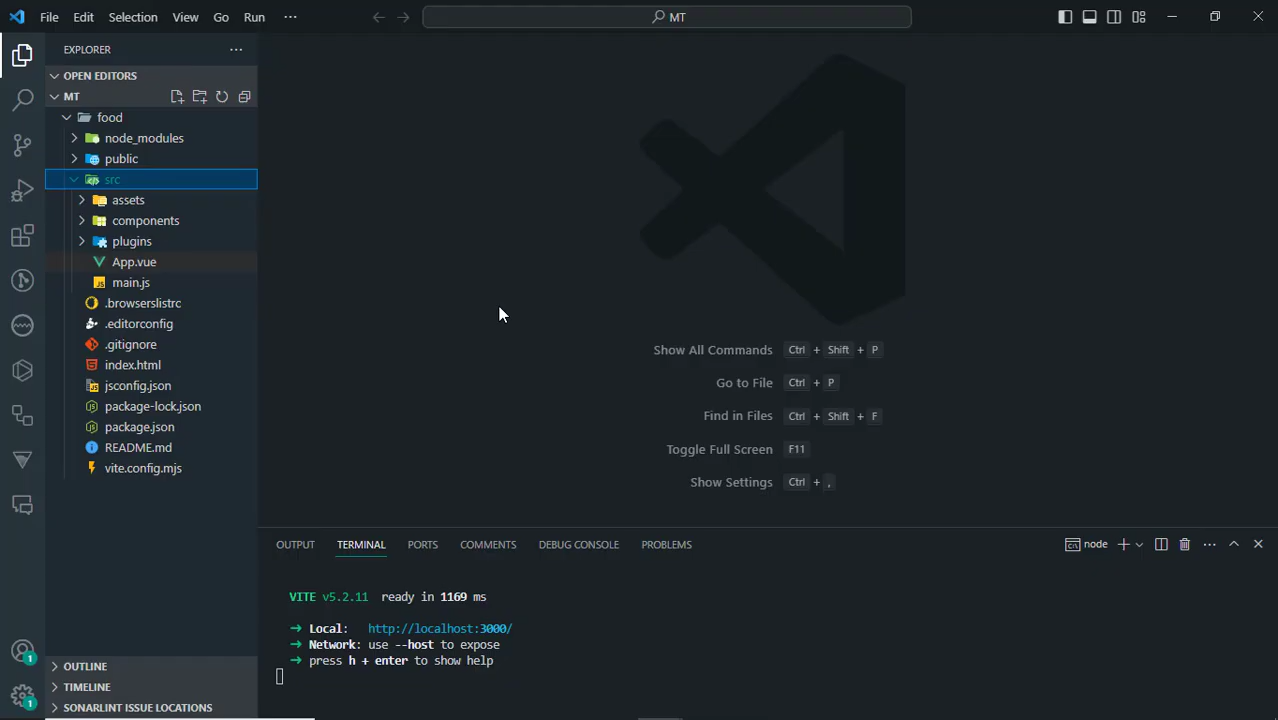 File Edit Selection View Go Run ···
MT
EXPLORER ···
OPEN EDITORS
MT
food
node_modules
public
src
assets
components
plugins
App.vue
main.js
.browserslistrc
.editorconfig
.gitignore
index.html
jsconfig.json
package-lock.json
package.json
README.md
vite.config.mjs
OUTLINE
TIMELINE
SONARLINT ISSUE LOCATIONS
1
1
Show All Commands Ctrl + Shift + P
Go to File Ctrl + P
Find in Files Ctrl + Shift + F
Toggle Full Screen F11
Show Settings Ctrl + ,
OUTPUT TERMINAL PORTS COMMENTS DEBUG CONSOLE PROBLEMS
node
VITE v5.2.11 ready in 1169 ms
➜ Local: http://localhost:3000/
➜ Network: use --host to expose
➜ press h + enter to show help